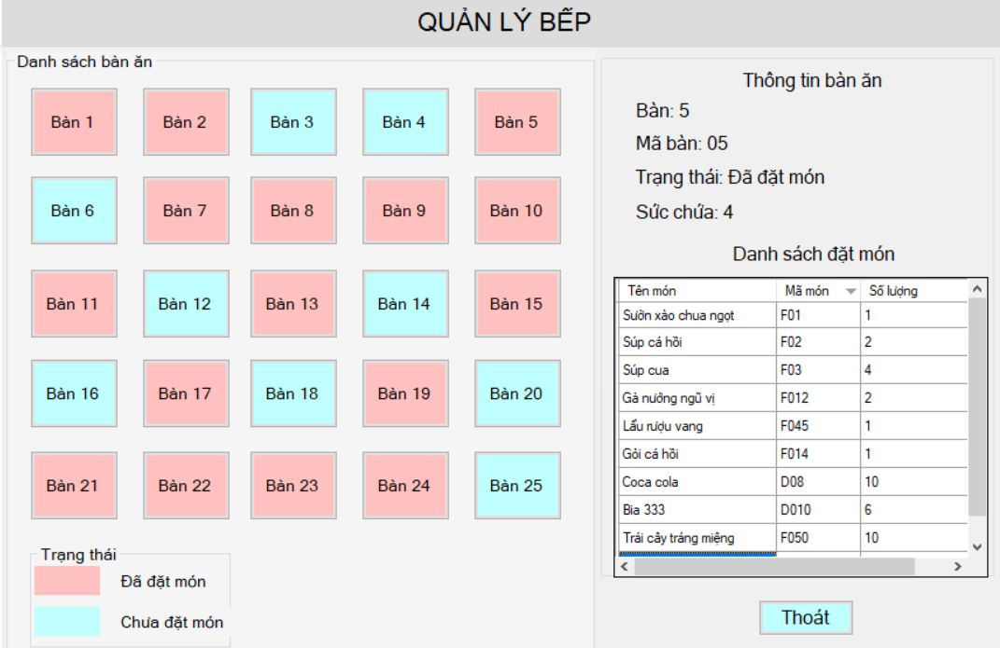 QUẢN LÝ BẾP
Danh sách bàn ăn
Bàn 1 Bàn 2 Bàn 3 Bàn 4 Bàn 5
Bàn 6 Bàn 7 Bàn 8 Bàn 9 Bàn 10
Bàn 11 Bàn 12 Bàn 13 Bàn 14 Bàn 15
Bàn 16 Bàn 17 Bàn 18 Bàn 19 Bàn 20
Bàn 21 Bàn 22 Bàn 23 Bàn 24 Bàn 25
Trạng thái
Đã đặt món
Chưa đặt món
Thông tin bàn ăn
Bàn: 5
Mã bàn: 05
Trạng thái: Đã đặt món
Sức chứa: 4
Danh sách đặt món
Tên món Mã món Số lượng
Sườn xào chua ngọt F01 1
Súp cá hồi F02 2
Súp cua F03 4
Gà nướng ngũ vị F012 2
Lẩu rượu vang F045 1
Gỏi cá hồi F014 1
Coca cola D08 10
Bia 333 D010 6
Trái cây tráng miệng F050 10
Thoát